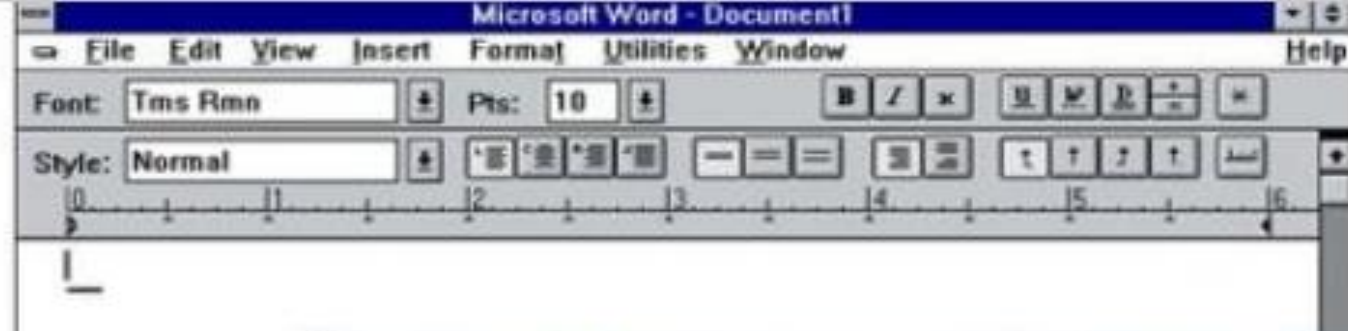 Microsoft Word - Document1
File Edit View Insert Format Utilities Window Help
Font: Tms Rmn Pts: 10 B I K U W D
Style: Normal
0 1 2 3 4 5 6